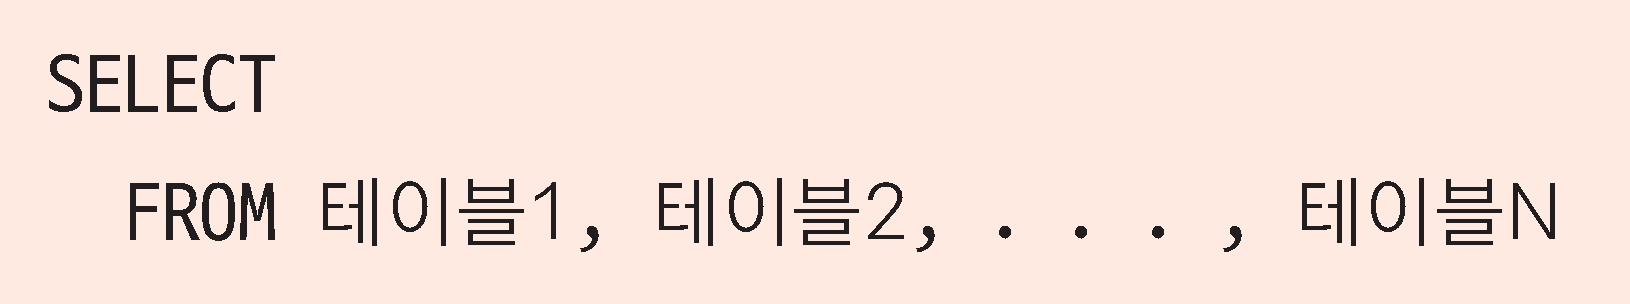 SELECT
FROM 테이블1, 테이블2, . . . , 테이블N